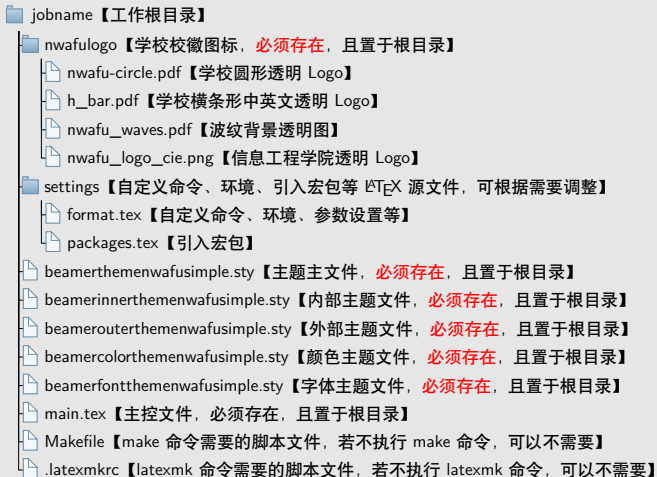 jobname【工作根目录】
nwafulogo【学校校徽图标，必须存在，且置于根目录】
nwafu-circle.pdf【学校圆形透明 Logo】
h_bar.pdf【学校横条形中英文透明 Logo】
nwafu_waves.pdf【波纹背景透明图】
nwafu_logo_cie.png【信息工程学院透明 Logo】
settings【自定义命令、环境、引入宏包等 LATEX 源文件，可根据需要调整】
format.tex【自定义命令、环境、参数设置等】
packages.tex【引入宏包】
beamerthemenwafusimple.sty【主题主文件，必须存在，且置于根目录】
beamerinnerthemenwafusimple.sty【内部主题文件，必须存在，且置于根目录】
beamerouterthemenwafusimple.sty【外部主题文件，必须存在，且置于根目录】
beamercolorthemenwafusimple.sty【颜色主题文件，必须存在，且置于根目录】
beamerfontthemenwafusimple.sty【字体主题文件，必须存在，且置于根目录】
main.tex【主控文件，必须存在，且置于根目录】
Makefile【make 命令需要的脚本文件，若不执行 make 命令，可以不需要】
.latexmkrc【latexmk 命令需要的脚本文件，若不执行 latexmk 命令，可以不需要】